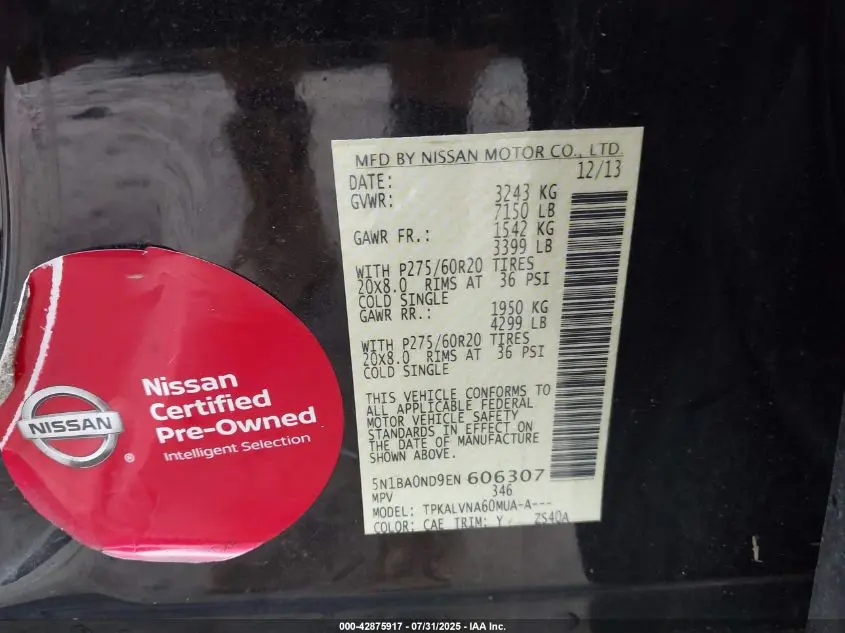 MFD BY NISSAN MOTOR CO., LTD.
DATE: 12/13
GVWR: 3243 KG
7150 LB
GAWR FR.: 1542 KG
3399 LB
WITH P275/60R20 TIRES
20X8.0 RIMS AT 36 PSI
COLD SINGLE
GAWR RR.: 1950 KG
4299 LB
WITH P275/60R20 TIRES
20X8.0 RIMS AT 36 PSI
COLD SINGLE
THIS VEHICLE CONFORMS TO
ALL APPLICABLE FEDERAL
MOTOR VEHICLE SAFETY
STANDARDS IN EFFECT ON
THE DATE OF MANUFACTURE
SHOWN ABOVE.
5N1BA0ND9EN 606307
MPV 346
MODEL: TPKALVNA60MUA-A---
COLOR: CAE TRIM: Y ZS40A
NISSAN
®
Nissan
Certified
Pre-Owned
Intelligent Selection
000-42875917 - 07/31/2025 - IAA Inc.